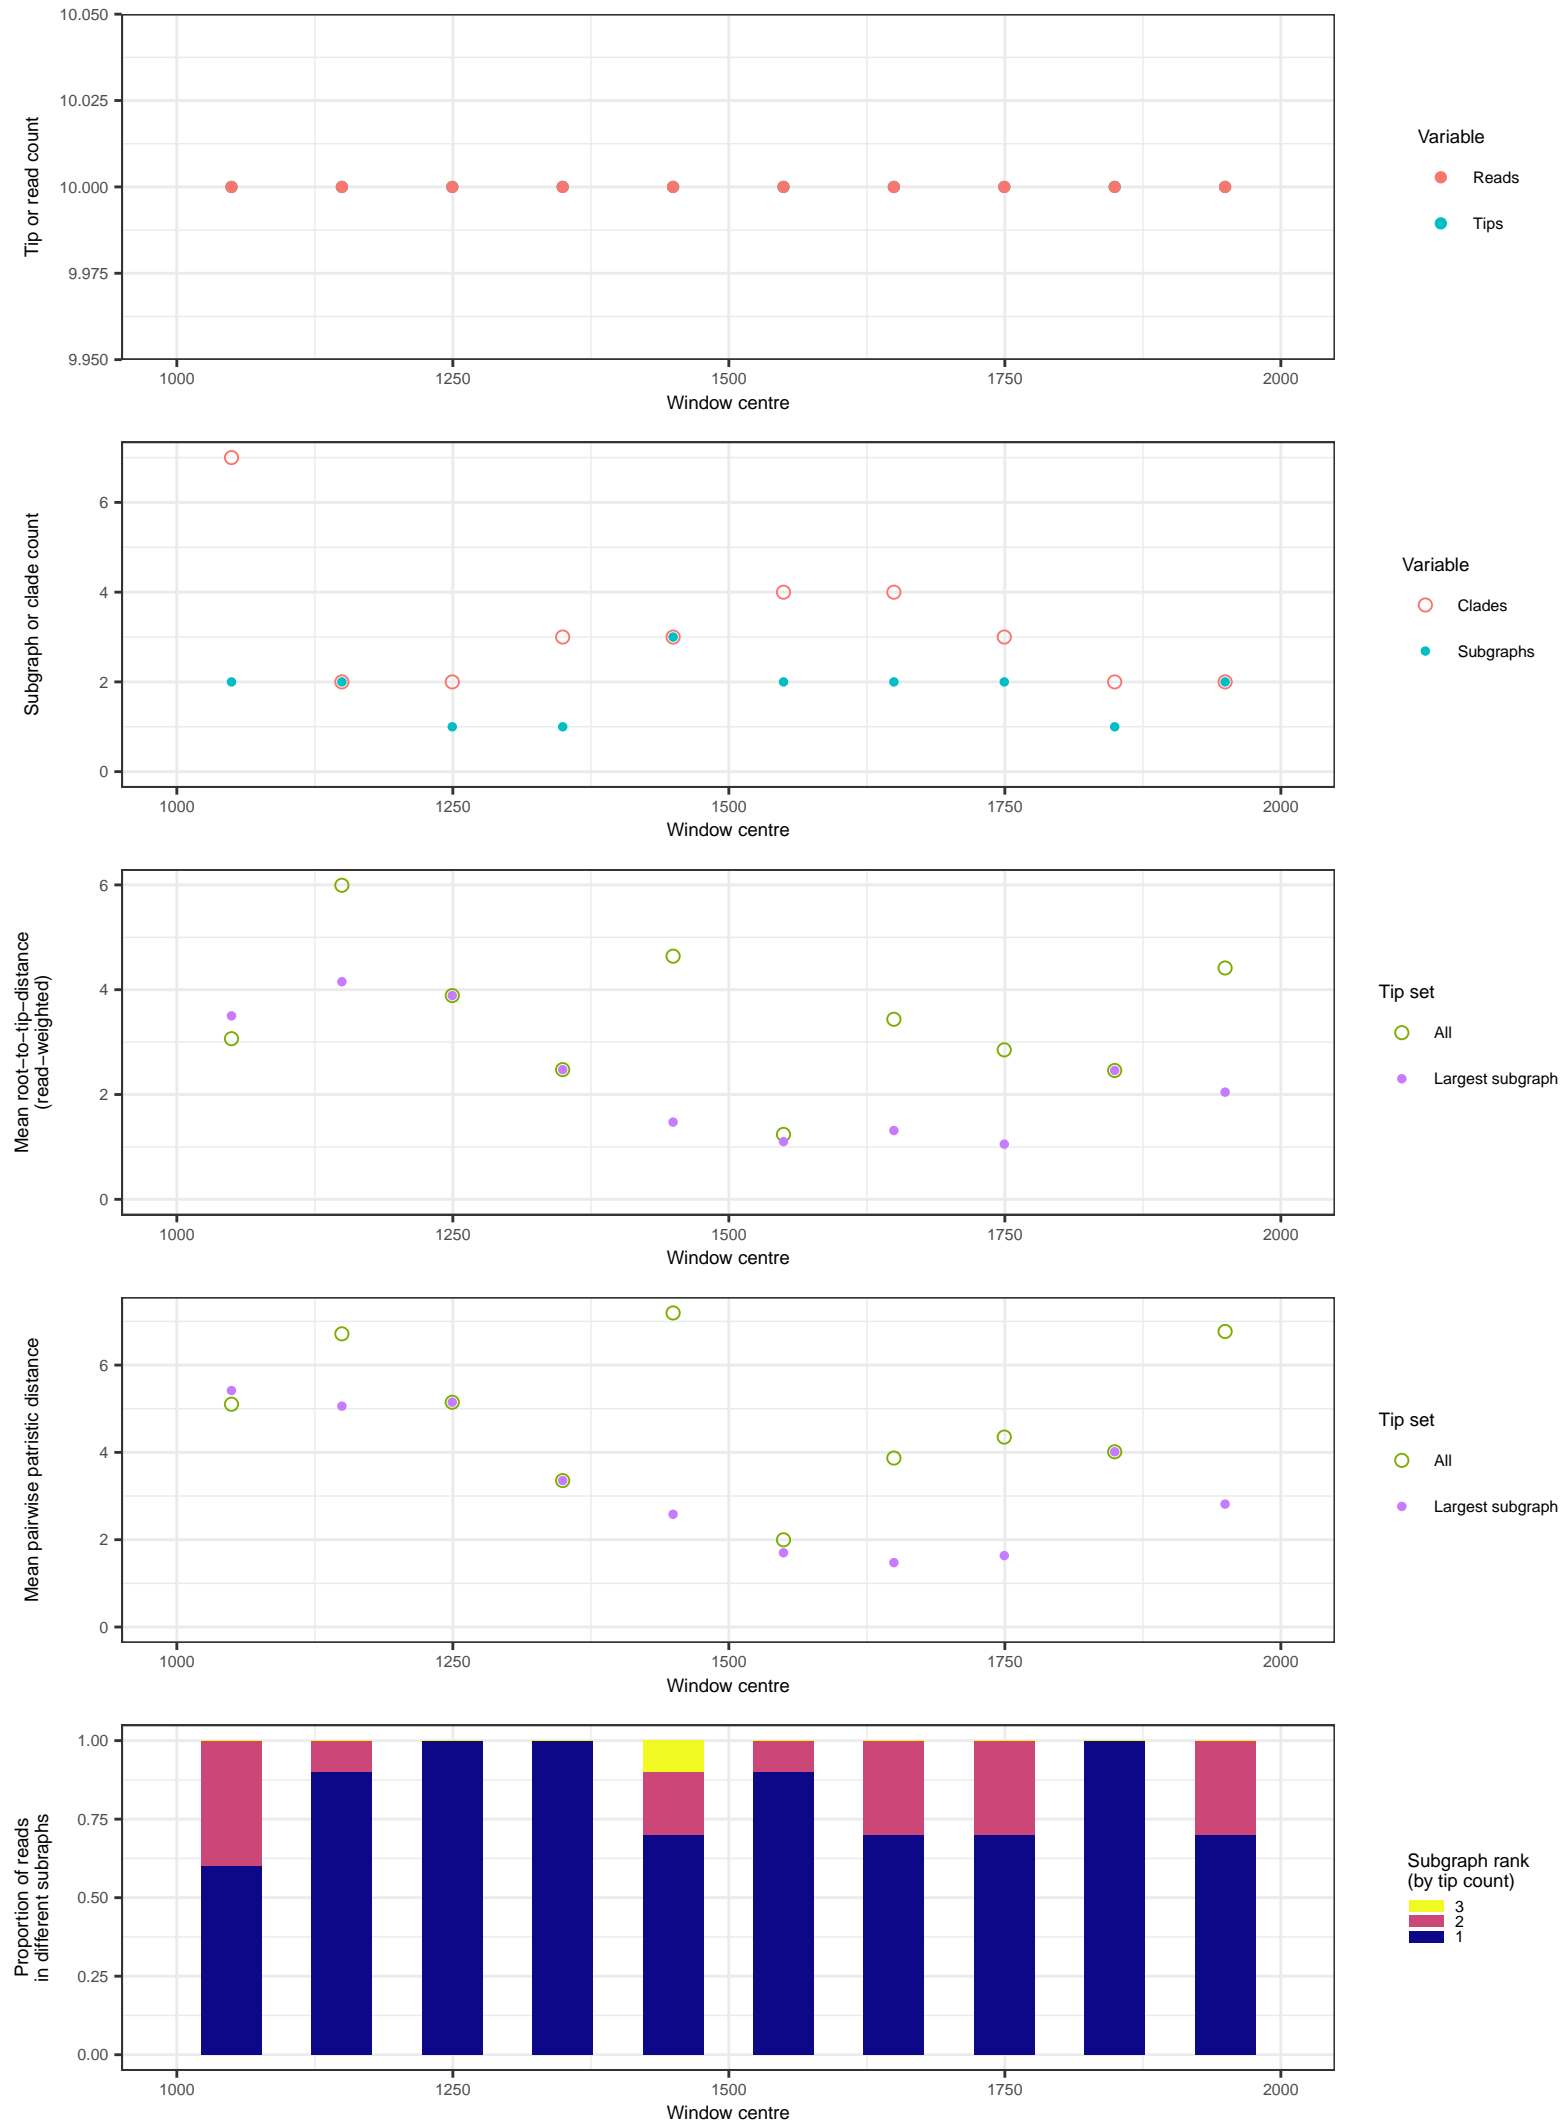 10.050
10.025
10.000
9.975
9.950
Tip or read count
1000 1250 1500 1750 2000
Window centre
Variable
Reads
Tips
6
4
2
0
Subgraph or clade count
1000 1250 1500 1750 2000
Window centre
Variable
Clades
Subgraphs
6
4
2
0
Mean root−to−tip−distance
(read−weighted)
1000 1250 1500 1750 2000
Window centre
Tip set
All
Largest subgraph
6
4
2
0
Mean pairwise patristic distance
1000 1250 1500 1750 2000
Window centre
Tip set
All
Largest subgraph
1.00
0.75
0.50
0.25
0.00
Proportion of reads
in different subraphs
1000 1250 1500 1750 2000
Window centre
Subgraph rank
(by tip count)
3
2
1